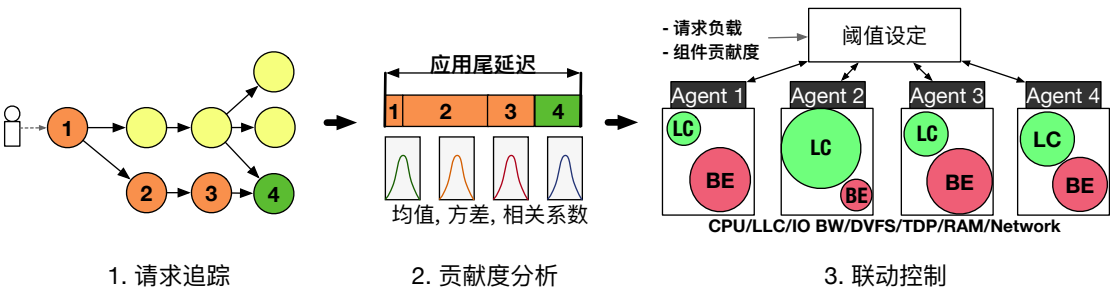 1
2
3
4
1. 请求追踪
应用尾延迟
1 2 3 4
均值, 方差, 相关系数
2. 贡献度分析
- 请求负载
- 组件贡献度
阈值设定
Agent 1 Agent 2 Agent 3 Agent 4
LC LC LC LC
BE BE BE BE
CPU/LLC/IO BW/DVFS/TDP/RAM/Network
3. 联动控制